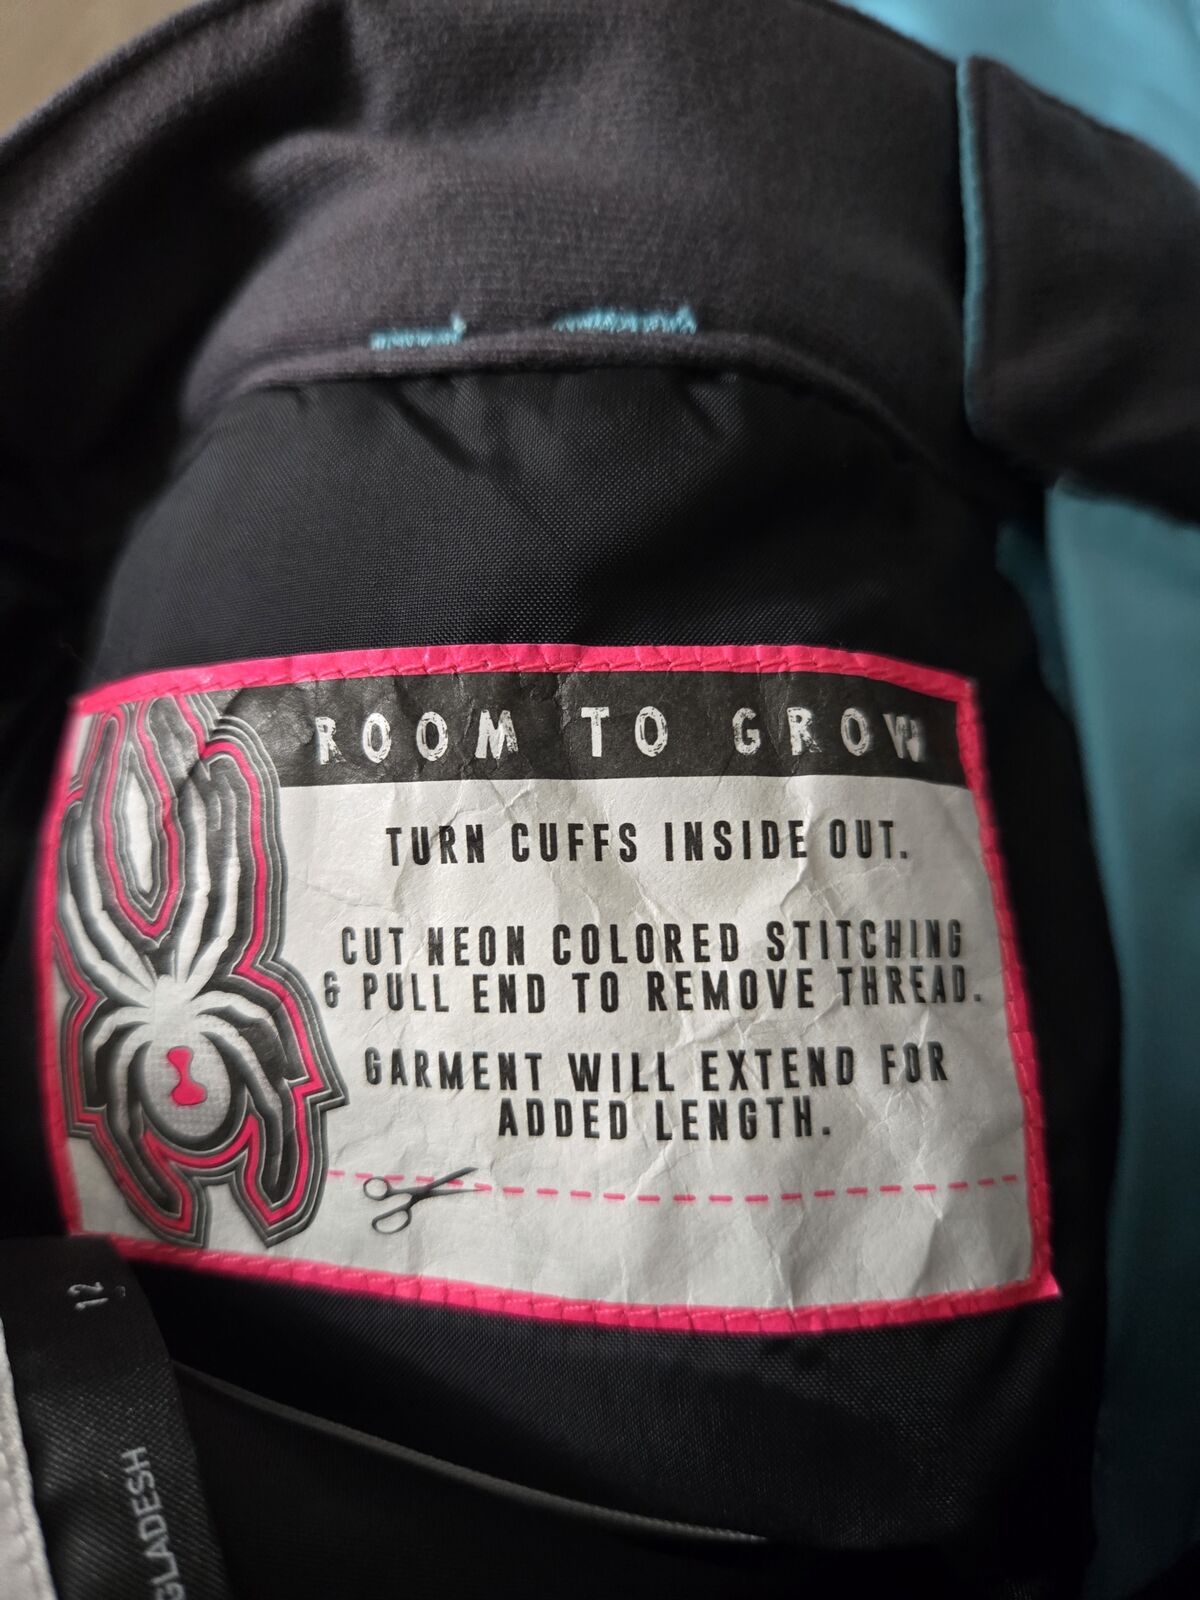 ROOM TO GROW
TURN CUFFS INSIDE OUT.
CUT NEON COLORED STITCHING
& PULL END TO REMOVE THREAD.
GARMENT WILL EXTEND FOR
ADDED LENGTH.
12
GLADESH